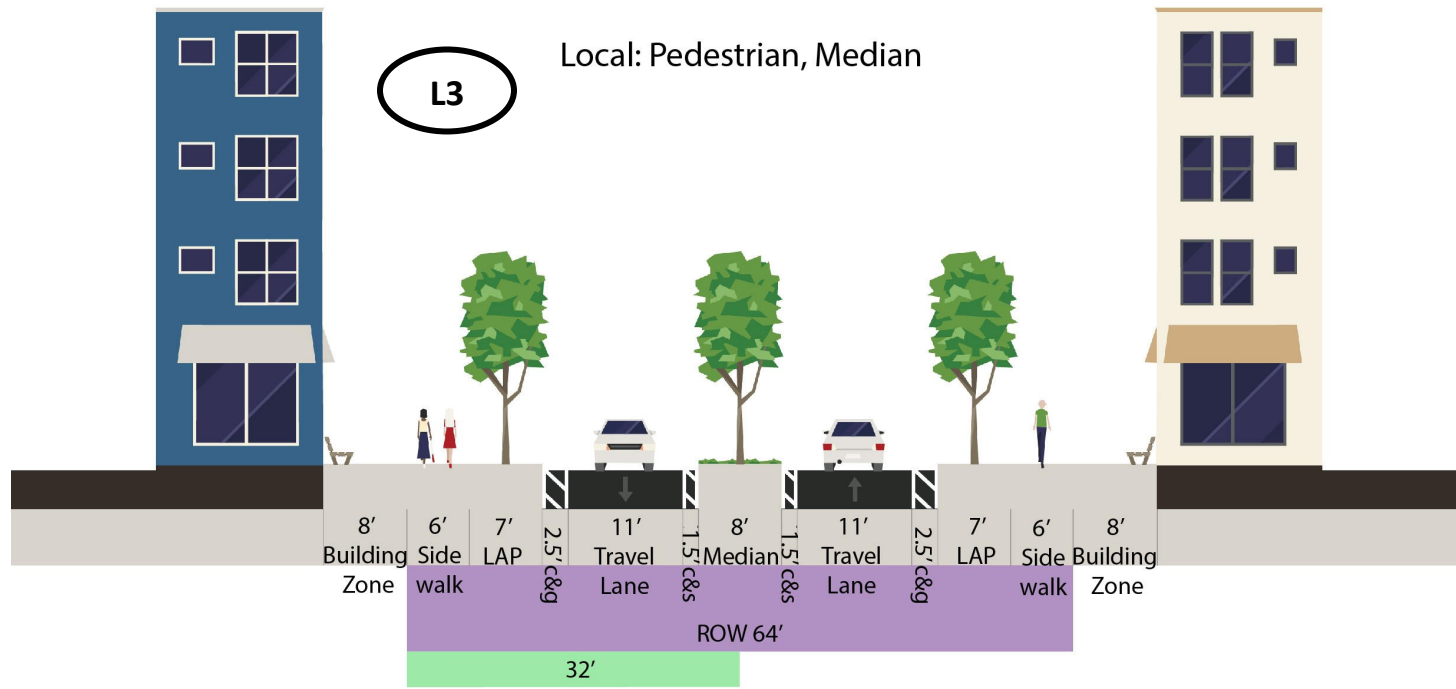 Local: Pedestrian, Median
L3
8’ 6’ 7’ 2.5’ c&g 11’ 1.5’ c&s 8’ 1.5’ c&s 11’ 2.5’ c&g 7’ 6’ 8’
Building Side LAP Travel Median Travel LAP Side Building
Zone walk Lane Lane walk Zone
ROW 64’
32’